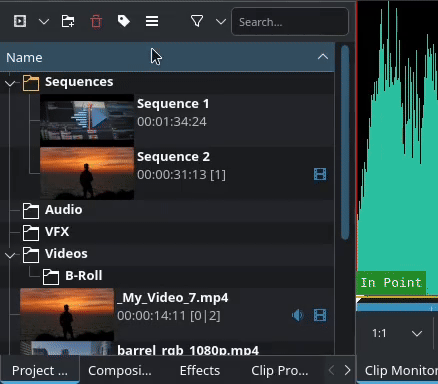 Search...
Name
Sequences
Sequence 1
00:01:34:24
Sequence 2
00:00:31:13 [1]
Audio
VFX
Videos
B-Roll
_My_Video_7.mp4
00:00:14:11 [0|2]
barrel_rgb_1080p.mp4
In Point
1:1
Project ...
Composi...
Effects
Clip Pro...
Clip Monitor